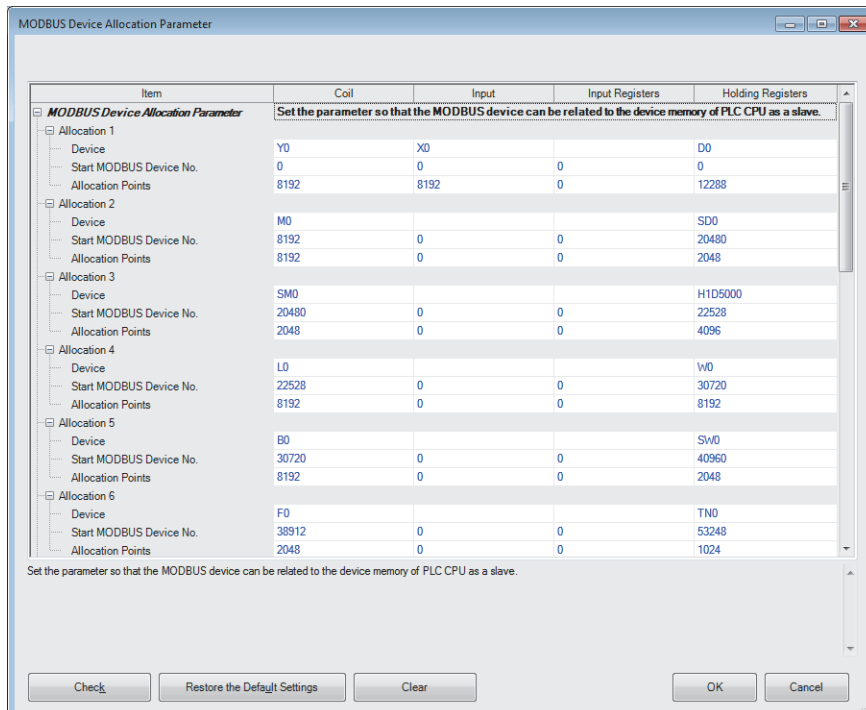 MODBUS Device Allocation Parameter
Item Coil Input Input Registers Holding Registers
MODBUS Device Allocation Parameter Set the parameter so that the MODBUS device can be related to the device memory of PLC CPU as a slave.
Allocation 1
Device Y0 X0 D0
Start MODBUS Device No. 0 0 0 0
Allocation Points 8192 8192 0 12288
Allocation 2
Device M0 SD0
Start MODBUS Device No. 8192 0 0 20480
Allocation Points 8192 0 0 2048
Allocation 3
Device SM0 H1D5000
Start MODBUS Device No. 20480 0 0 22528
Allocation Points 2048 0 0 4096
Allocation 4
Device L0 W0
Start MODBUS Device No. 22528 0 0 30720
Allocation Points 8192 0 0 8192
Allocation 5
Device B0 SW0
Start MODBUS Device No. 30720 0 0 40960
Allocation Points 8192 0 0 2048
Allocation 6
Device F0 TN0
Start MODBUS Device No. 38912 0 0 53248
Allocation Points 2048 0 0 1024
Set the parameter so that the MODBUS device can be related to the device memory of PLC CPU as a slave.
Check Restore the Default Settings Clear OK Cancel